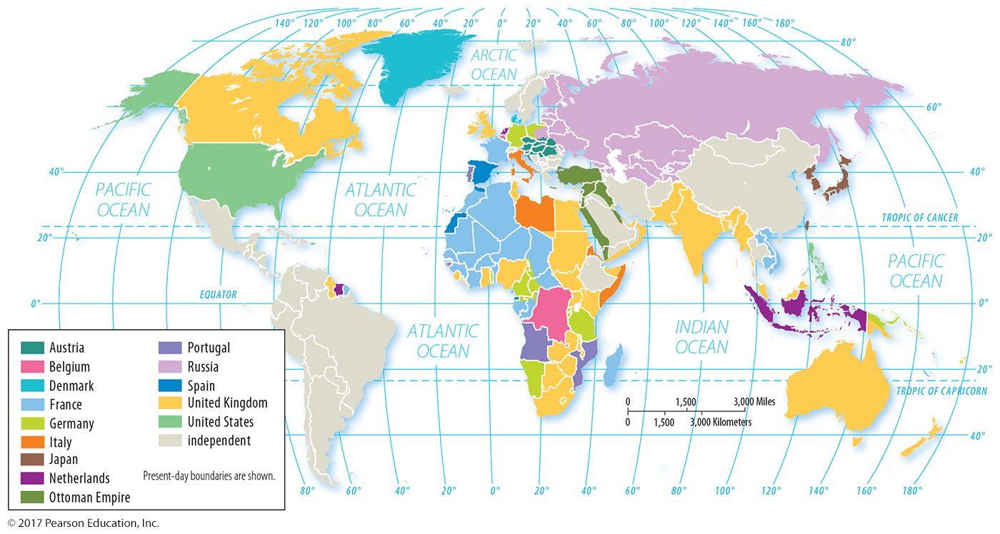 140° 120° 100° 80° 60° 40° 20° 0° 20° 40° 60° 80° 100° 120° 140° 160° 180°
80°
ARCTIC
OCEAN
60°
40°
40°
PACIFIC
OCEAN
ATLANTIC
OCEAN
TROPIC OF CANCER
20°
20°
PACIFIC
OCEAN
EQUATOR
0°
0°
ATLANTIC
OCEAN
INDIAN
OCEAN
20°
TROPIC OF CAPRICORN
0 1,500 3,000 Miles
0 1,500 3,000 Kilometers
40°
Austria
Belgium
Denmark
France
Germany
Italy
Japan
Netherlands
Ottoman Empire
Portugal
Russia
Spain
United Kingdom
United States
independent
Present-day boundaries are shown.
80° 60° 40° 20° 0° 20° 40° 60° 80° 100° 120° 140° 160° 180°
© 2017 Pearson Education, Inc.